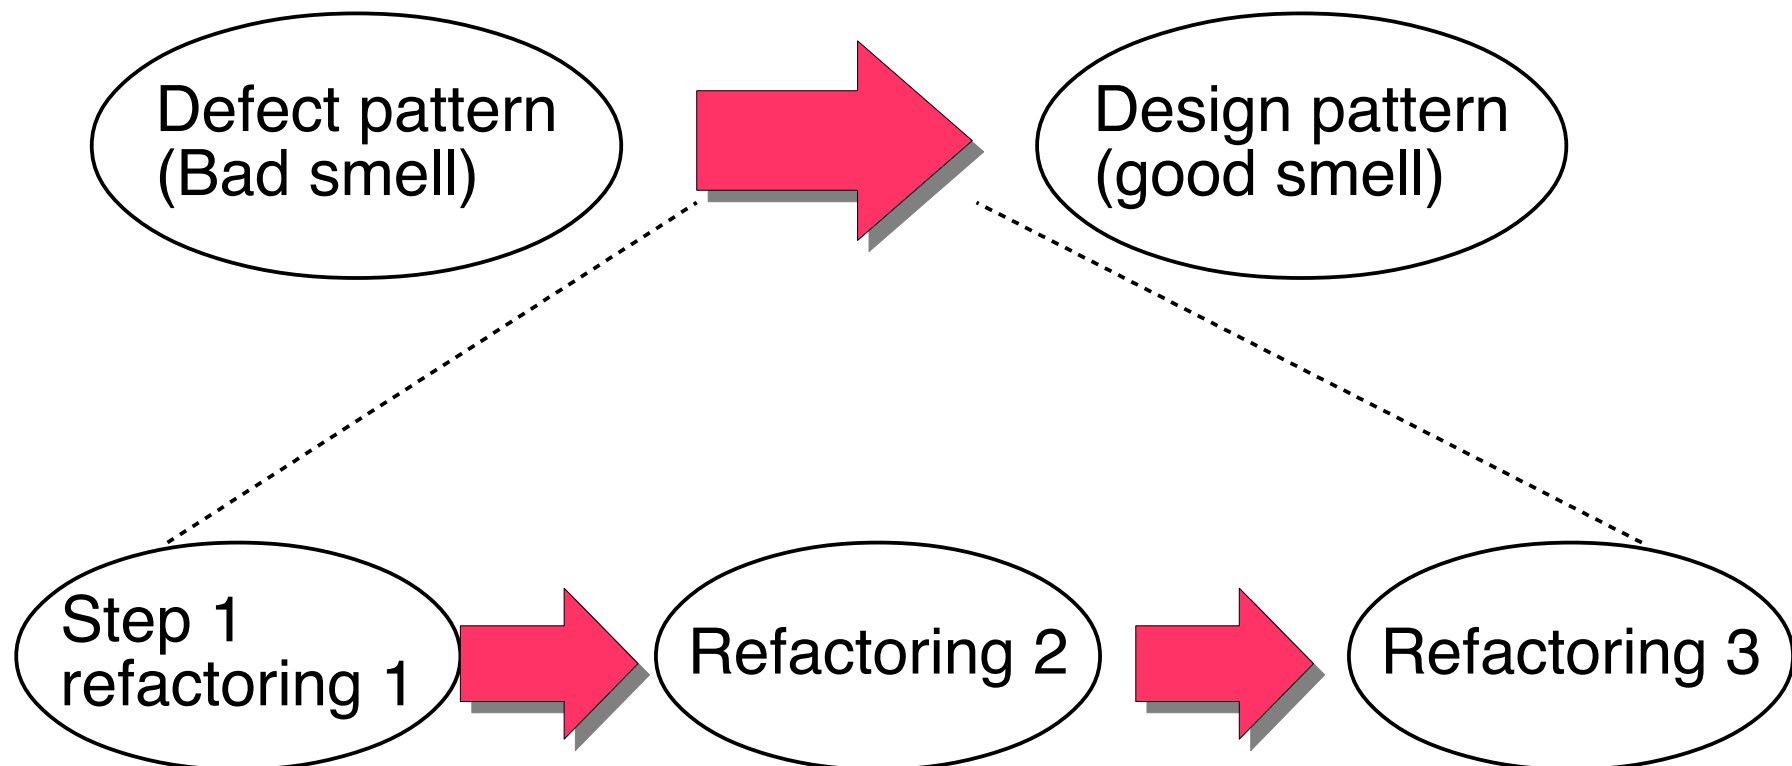 Defect pattern
(Bad smell)
Design pattern
(good smell)
Step 1
refactoring 1
Refactoring 2
Refactoring 3